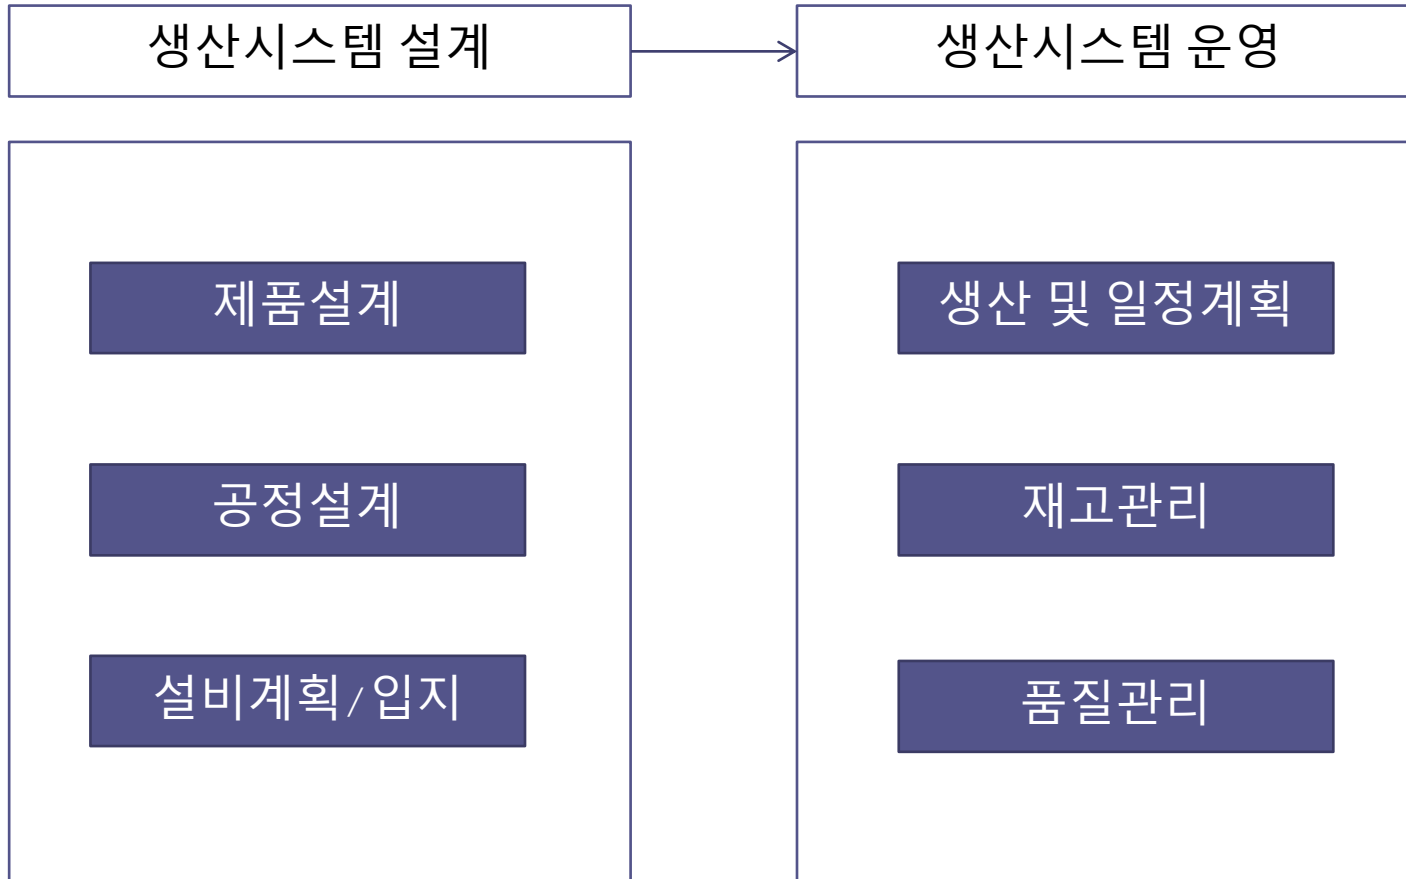 생산시스템 설계
생산시스템 운영
제품설계
공정설계
설비계획/입지
생산 및 일정계획
재고관리
품질관리